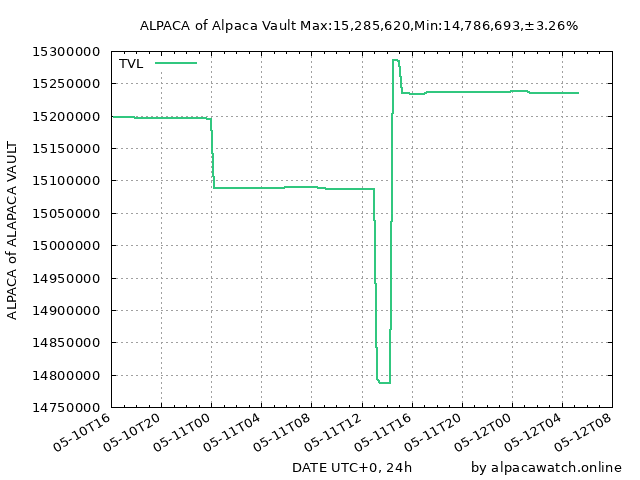 ALPACA of Alpaca Vault Max:15,285,620,Min:14,786,693,±3.26%
TVL
ALPACA of ALAPACA VAULT
15300000
15250000
15200000
15150000
15100000
15050000
15000000
14950000
14900000
14850000
14800000
14750000
05-10T16
05-10T20
05-11T00
05-11T04
05-11T08
05-11T12
05-11T16
05-11T20
05-12T00
05-12T04
05-12T08
DATE UTC+0, 24h
by alpacawatch.online